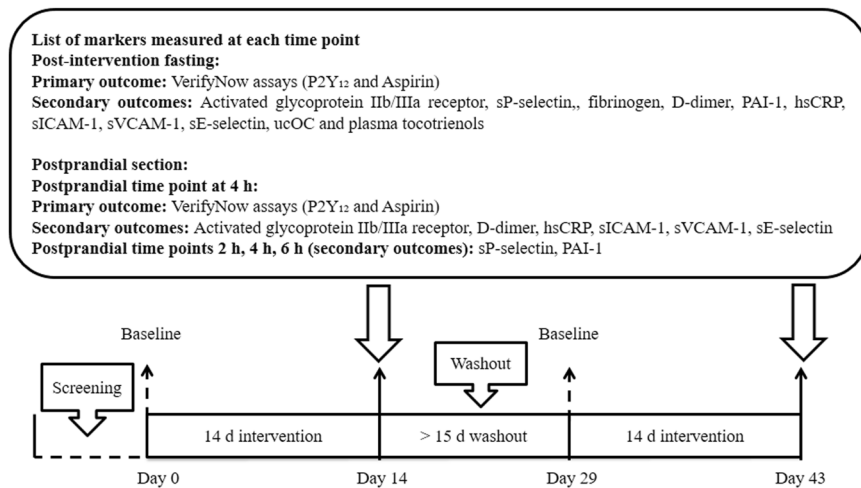 List of markers measured at each time point
Post-intervention fasting:
Primary outcome: VerifyNow assays (P2Y₁₂ and Aspirin)
Secondary outcomes: Activated glycoprotein IIb/IIIa receptor, sP-selectin,, fibrinogen, D-dimer, PAI-1, hsCRP,
sICAM-1, sVCAM-1, sE-selectin, ucOC and plasma tocotrienols
Postprandial section:
Postprandial time point at 4 h:
Primary outcome: VerifyNow assays (P2Y₁₂ and Aspirin)
Secondary outcomes: Activated glycoprotein IIb/IIIa receptor, D-dimer, hsCRP, sICAM-1, sVCAM-1, sE-selectin
Postprandial time points 2 h, 4 h, 6 h (secondary outcomes): sP-selectin, PAI-1
Baseline
Baseline
Screening
Washout
14 d intervention
> 15 d washout
14 d intervention
Day 0
Day 14
Day 29
Day 43